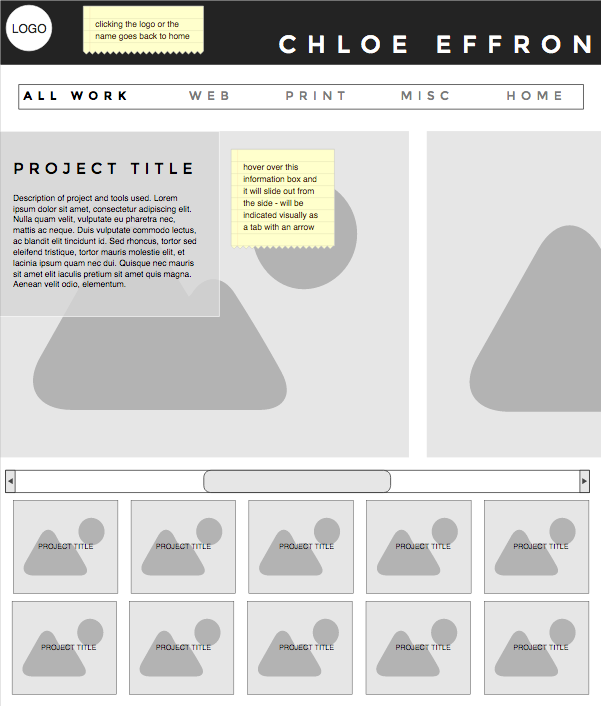 LOGO
clicking the logo or the
name goes back to home
CHLOE EFFRON
ALL WORK WEB PRINT MISC HOME
PROJECT TITLE
Description of project and tools used. Lorem
ipsum dolor sit amet, consectetur adipiscing elit.
Nulla quam velit, vulputate eu pharetra nec,
mattis ac neque. Duis vulputate commodo lectus,
ac blandit elit tincidunt id. Sed rhoncus, tortor sed
eleifend tristique, tortor mauris molestie elit, et
lacinia ipsum quam nec dui. Quisque nec mauris
sit amet elit iaculis pretium sit amet quis magna.
Aenean velit odio, elementum.
hover over this
information box and
it will slide out from
the side - will be
indicated visually as
a tab with an arrow
PROJECT TITLE PROJECT TITLE PROJECT TITLE PROJECT TITLE PROJECT TITLE
PROJECT TITLE PROJECT TITLE PROJECT TITLE PROJECT TITLE PROJECT TITLE